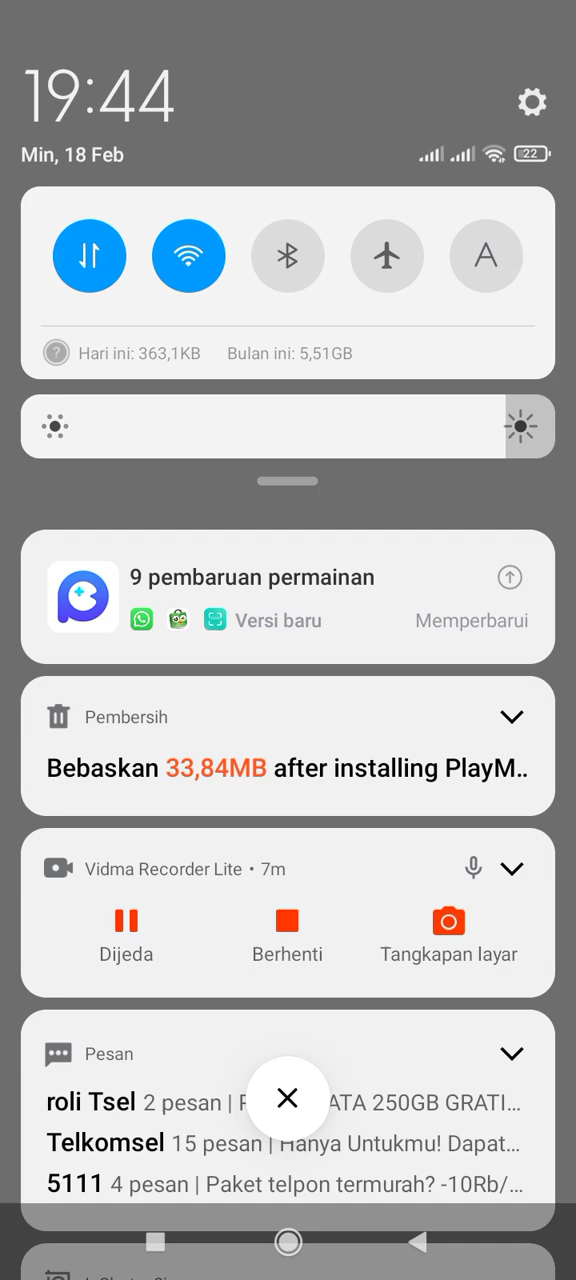 19:44
Min, 18 Feb
22
A
Hari ini: 363,1KB Bulan ini: 5,51GB
9 pembaruan permainan
Versi baru Memperbarui
Pembersih
Bebaskan 33,84MB after installing PlayM..
Vidma Recorder Lite • 7m
Dijeda Berhenti Tangkapan layar
Pesan
roli Tsel 2 pesan | ATA 250GB GRATI...
Telkomsel 15 pesan | Hanya Untukmu! Dapat...
5111 4 pesan | Paket telpon termurah? -10Rb/...